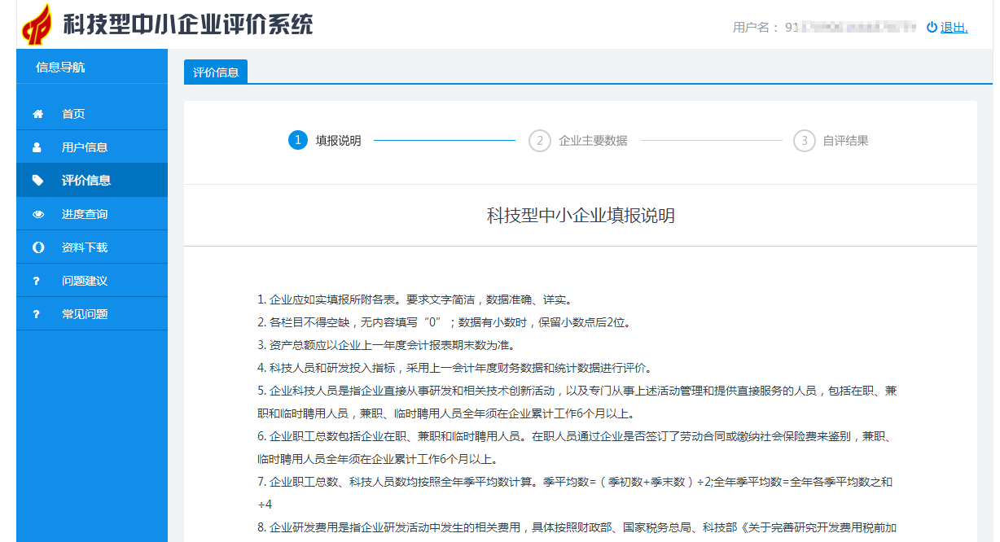 科技型中小企业评价系统
用户名： 91
退出.
信息导航
首页
用户信息
评价信息
进度查询
资料下载
问题建议
常见问题
评价信息
1 填报说明
2 企业主要数据
3 自评结果
科技型中小企业填报说明
1. 企业应如实填报所附各表。要求文字简洁，数据准确、详实。
2. 各栏目不得空缺，无内容填写“0”；数据有小数时，保留小数点后2位。
3. 资产总额应以企业上一年度会计报表期末数为准。
4. 科技人员和研发投入指标，采用上一会计年度财务数据和统计数据进行评价。
5. 企业科技人员是指企业直接从事研发和相关技术创新活动，以及专门从事上述活动管理和提供直接服务的人员，包括在职、兼
职和临时聘用人员，兼职、临时聘用人员全年须在企业累计工作6个月以上。
6. 企业职工总数包括企业在职、兼职和临时聘用人员。在职人员通过企业是否签订了劳动合同或缴纳社会保险费来鉴别，兼职、
临时聘用人员全年须在企业累计工作6个月以上。
7. 企业职工总数、科技人员数均按照全年季平均数计算。季平均数=（季初数+季末数）÷2;全年季平均数=全年各季平均数之和
÷4
8. 企业研发费用是指企业研发活动中发生的相关费用，具体按照财政部、国家税务总局、科技部《关于完善研究开发费用税前加